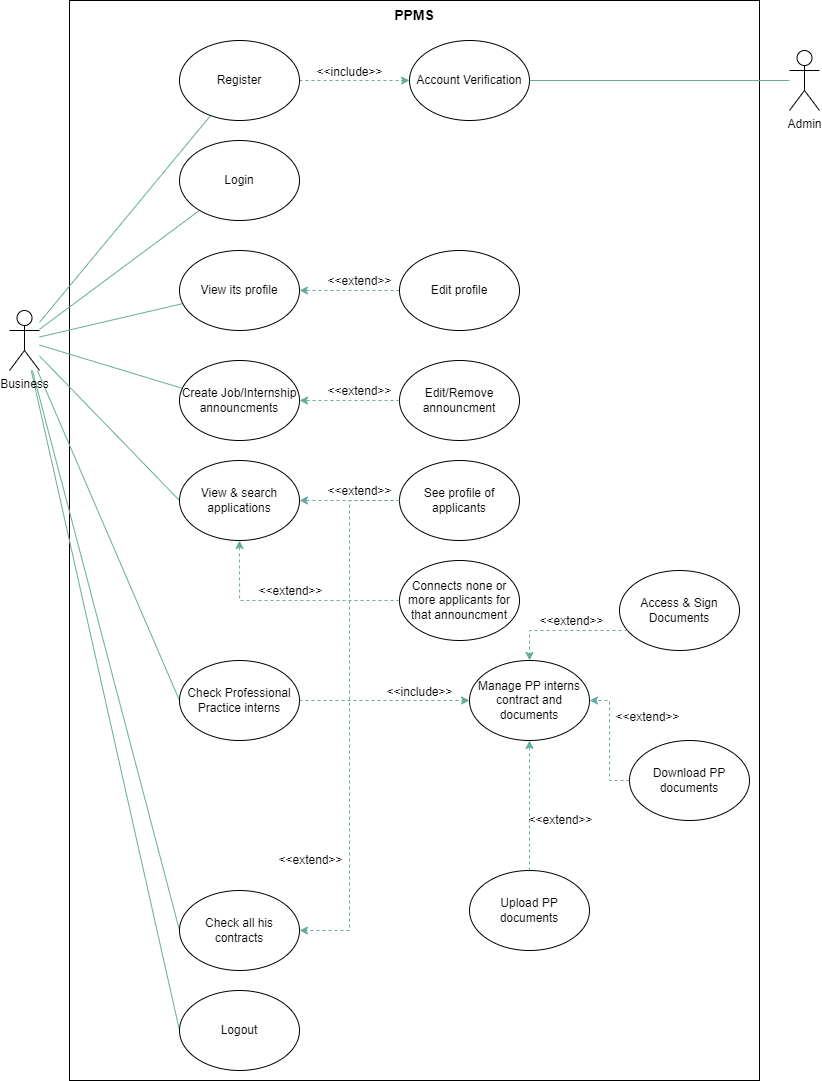 PPMS
Register
<<include>>
Account Verification
Admin
Login
View its profile
<<extend>>
Edit profile
Business
Create Job/Internship
announcments
<<extend>>
Edit/Remove
announcment
View & search
applications
<<extend>>
See profile of
applicants
<<extend>>
Connects none or
more applicants for
that announcment
Access & Sign
Documents
<<extend>>
Check Professional
Practice interns
<<include>>
Manage PP interns
contract and
documents
<<extend>>
Download PP
documents
<<extend>>
<<extend>>
Upload PP
documents
Check all his
contracts
Logout